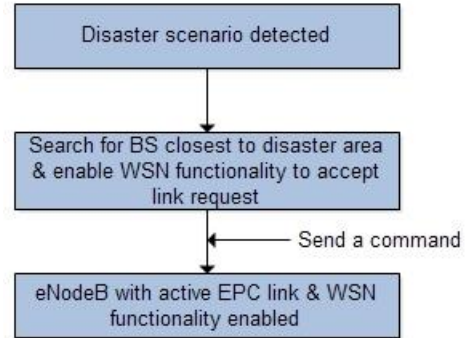 Disaster scenario detected
Search for BS closest to disaster area
& enable WSN functionality to accept
link request
Send a command
eNodeB with active EPC link & WSN
functionality enabled